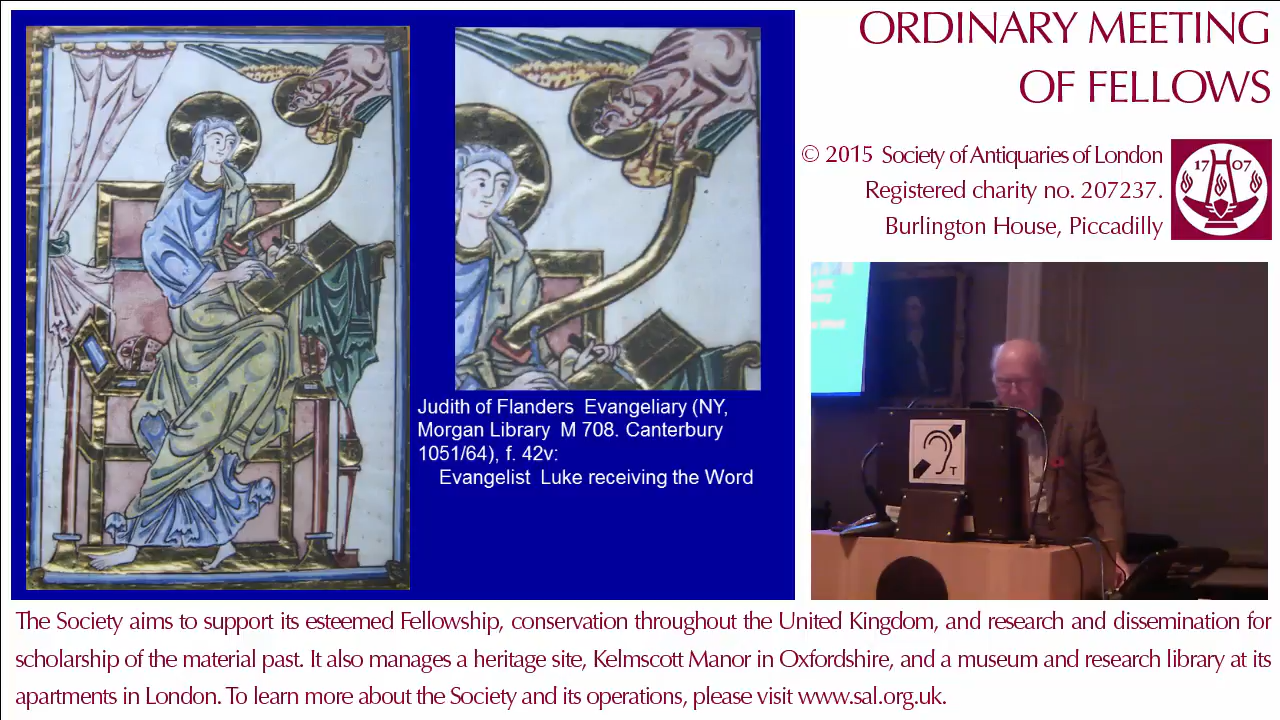 ORDINARY MEETING
OF FELLOWS
© 2015 Society of Antiquaries of London
Registered charity no. 207237.
Burlington House, Piccadilly
17 07
Judith of Flanders Evangeliary (NY,
Morgan Library M 708. Canterbury
1051/64), f. 42v:
Evangelist Luke receiving the Word
T
The Society aims to support its esteemed Fellowship, conservation throughout the United Kingdom, and research and dissemination for
scholarship of the material past. It also manages a heritage site, Kelmscott Manor in Oxfordshire, and a museum and research library at its
apartments in London. To learn more about the Society and its operations, please visit www.sal.org.uk.